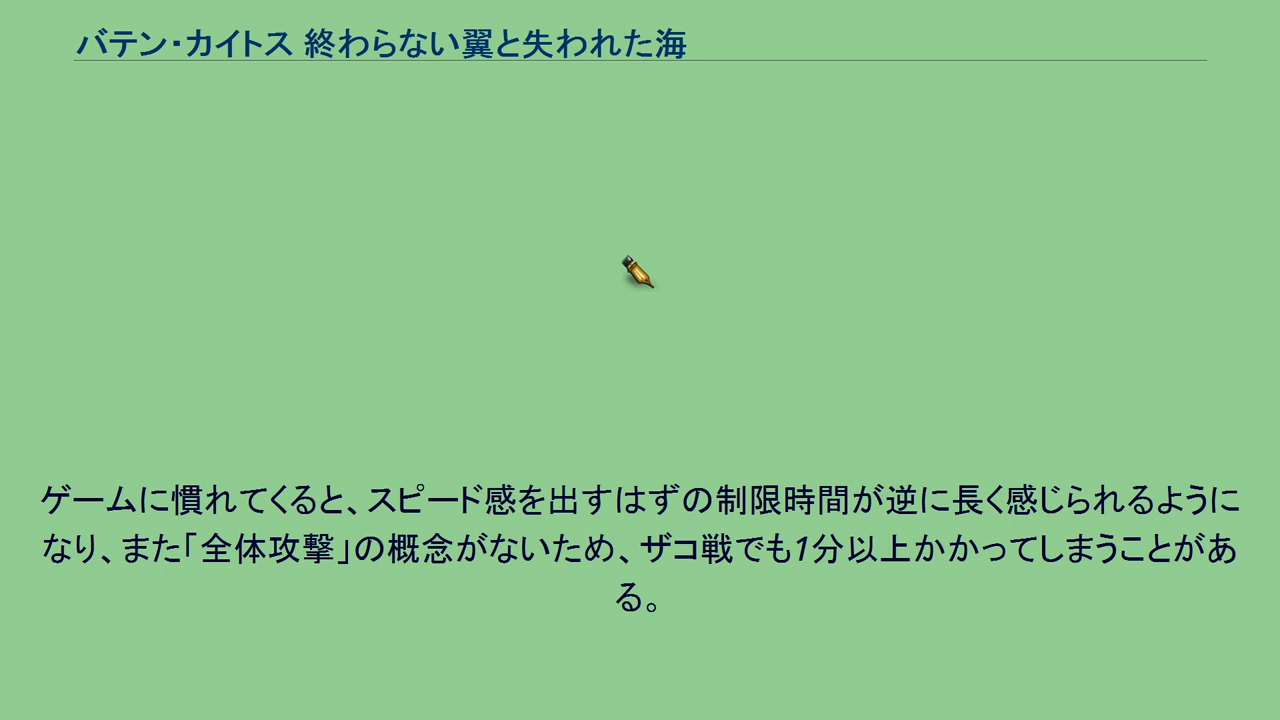 バテン・カイトス 終わらない翼と失われた海
ゲームに慣れてくると、スピード感を出すはずの制限時間が逆に長く感じられるように
なり、また「全体攻撃」の概念がないため、ザコ戦でも1分以上かかってしまうことがあ
る。